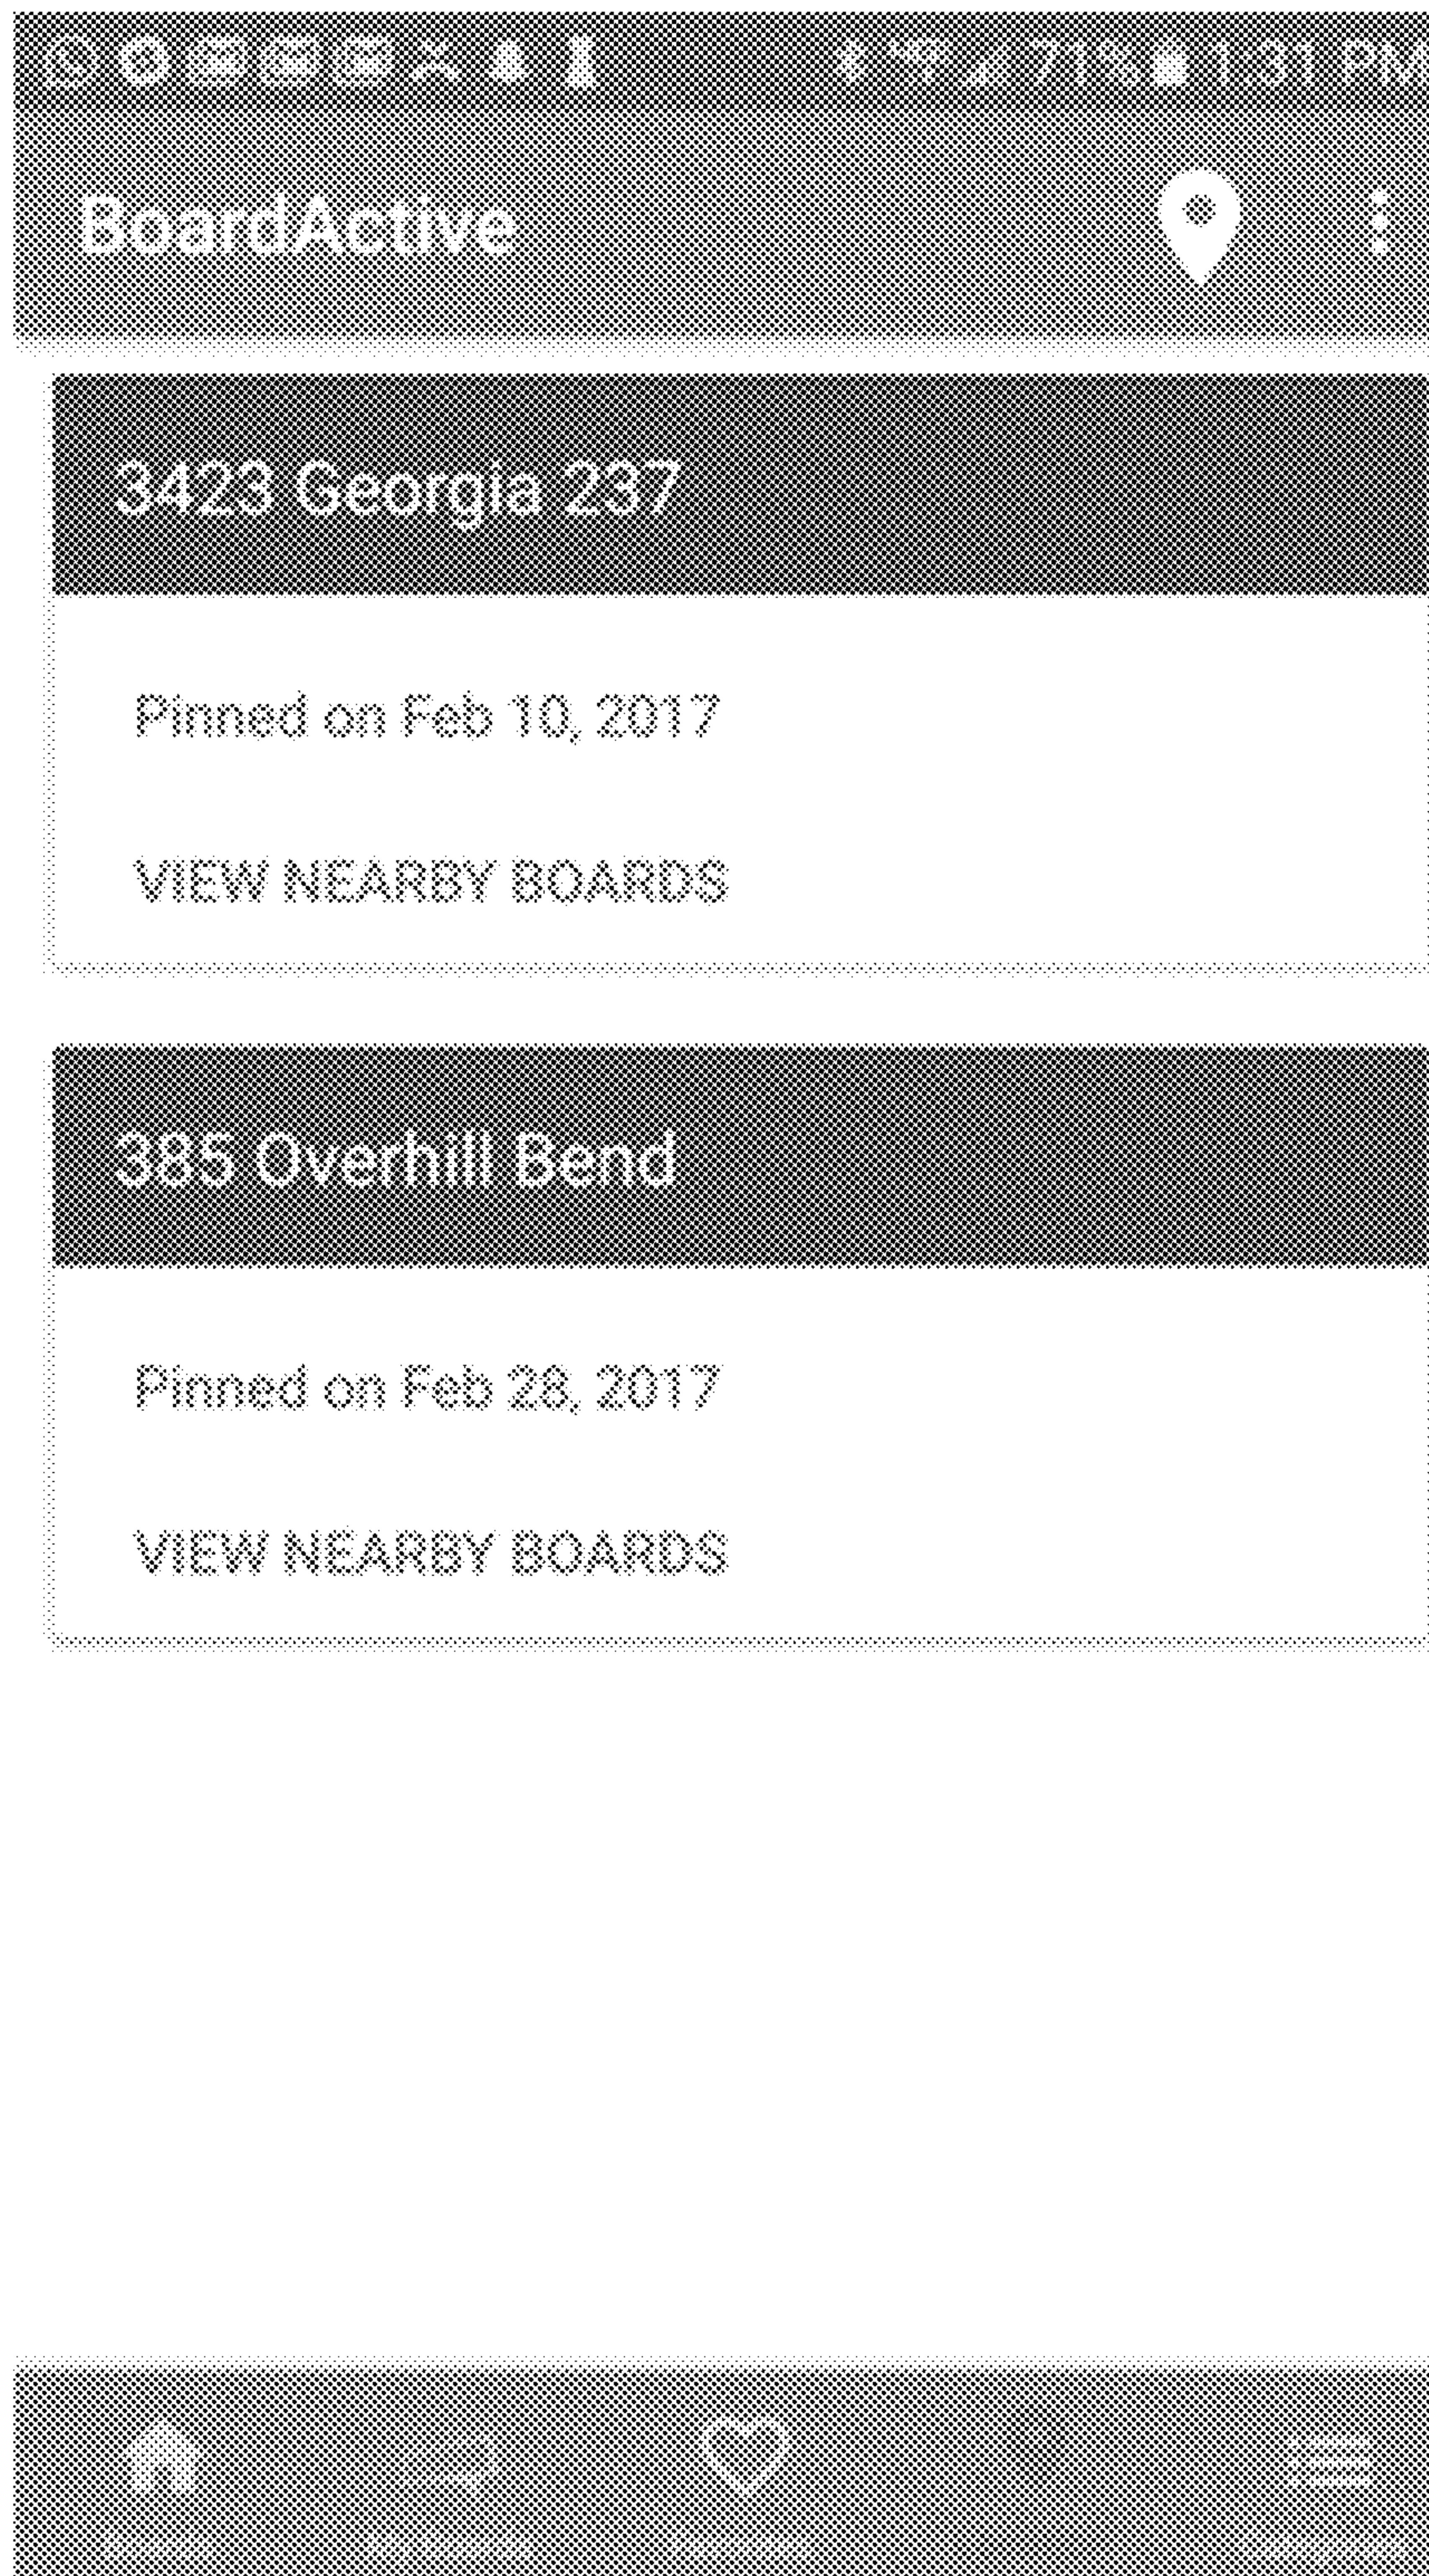 71% 1:31 PM
BoardActive
3423 Georgia 237
Pinned on Feb 10, 2017
VIEW NEARBY BOARDS
385 Overhill Bend
Pinned on Feb 28, 2017
VIEW NEARBY BOARDS